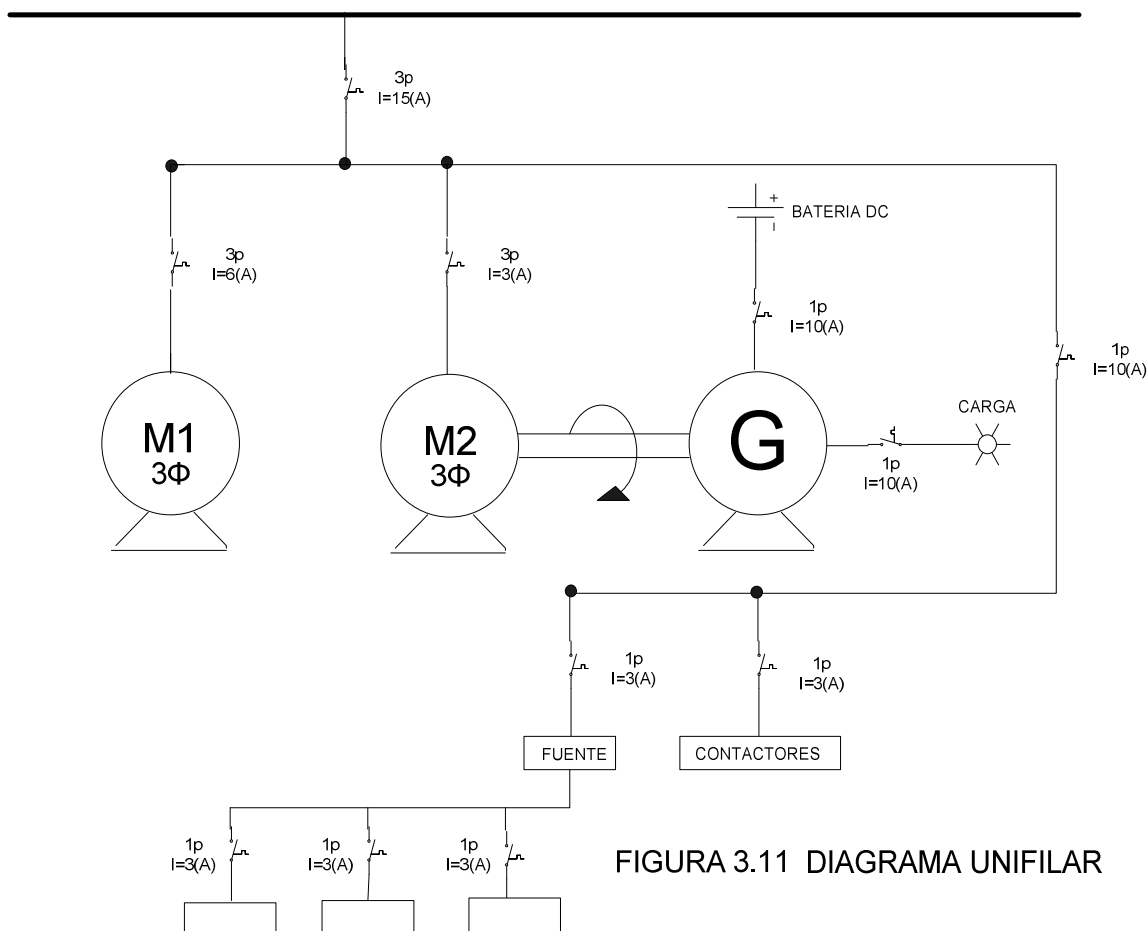 3p
I=15(A)
+
BATERIA DC
-
3p
I=6(A)
3p
I=3(A)
1p
I=10(A)
1p
I=10(A)
M1
3Φ
M2
3Φ
G
CARGA
1p
I=10(A)
1p
I=3(A)
1p
I=3(A)
FUENTE
CONTACTORES
1p
I=3(A)
1p
I=3(A)
1p
I=3(A)
FIGURA 3.11 DIAGRAMA UNIFILAR